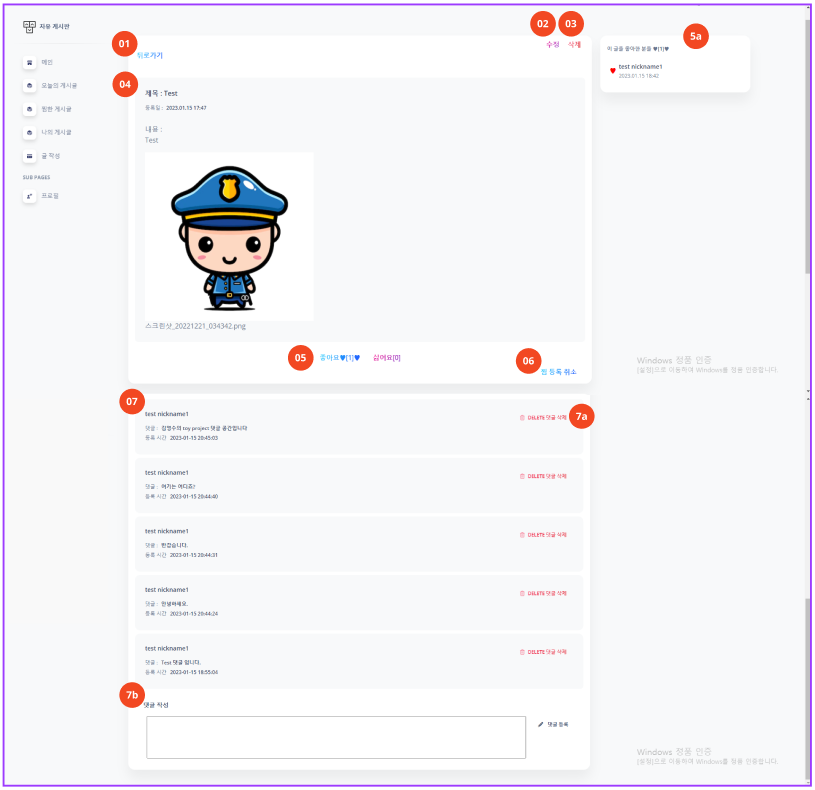 자유 게시판
메인
오늘의 게시글
찜한 게시글
나의 게시글
글 작성
SUB PAGES
프로필
01
뒤로가기
02
03
수정
삭제
04
제목 : Test
등록일 : 2023.01.15 17:47
내용 :
Test
스크린샷_20221221_034342.png
05
좋아요♥[1]♥
싫어요[0]
06
찜 등록 취소
5a
이 글을 좋아한 분들 ♥[1]♥
test nickname1
2023.01.15 18:42
Windows 정품 인증
[설정]으로 이동하여 Windows를 정품 인증합니다.
07
test nickname1
댓글 : 김영수의 toy project 댓글 공간입니다
등록 시간 2023-01-15 20:45:03
DELETE 댓글 삭제
7a
test nickname1
댓글 : 여기는 어디죠?
등록 시간 2023-01-15 20:44:40
DELETE 댓글 삭제
test nickname1
댓글 : 반갑습니다.
등록 시간 2023-01-15 20:44:31
DELETE 댓글 삭제
test nickname1
댓글 : 안녕하세요.
등록 시간 2023-01-15 20:44:24
DELETE 댓글 삭제
test nickname1
댓글 : Test 댓글 입니다.
등록 시간 2023-01-15 18:55:04
DELETE 댓글 삭제
7b
댓글 작성
댓글 등록
Windows 정품 인증
[설정]으로 이동하여 Windows를 정품 인증합니다.